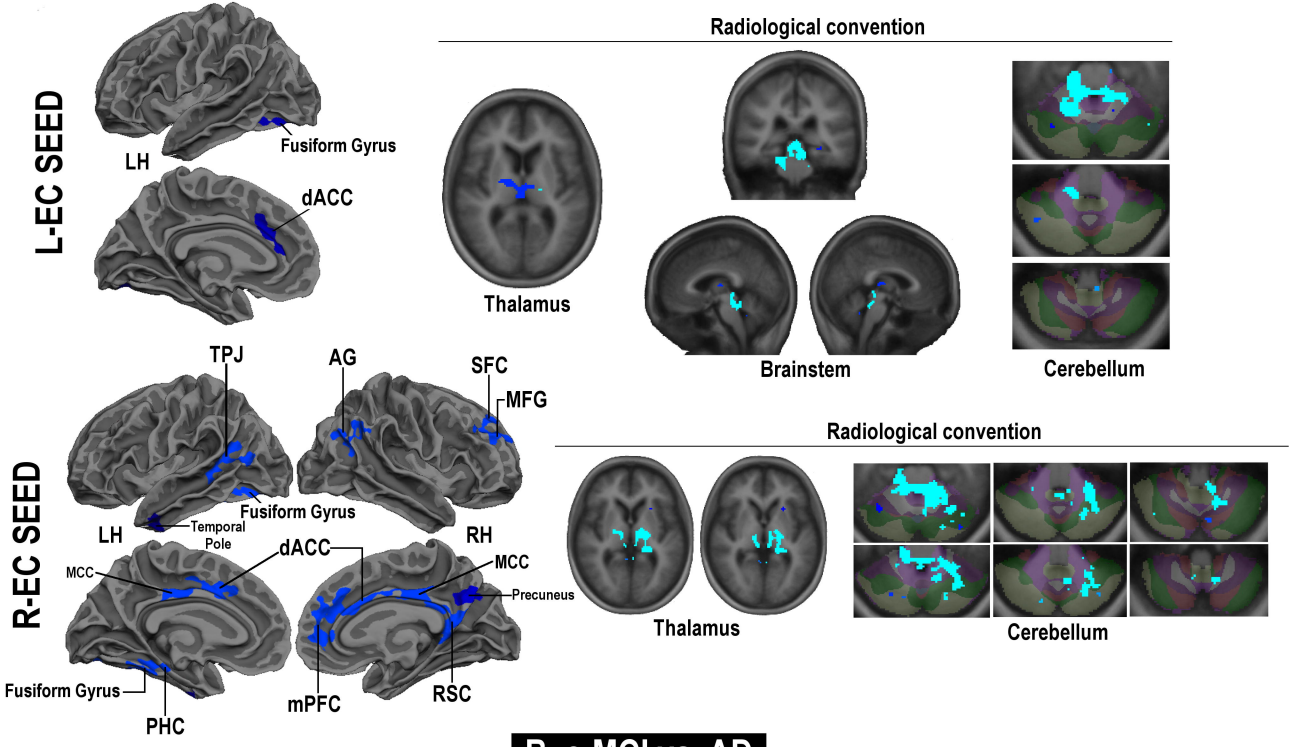 Radiological convention
L-EC SEED
Fusiform Gyrus
LH
dACC
Thalamus
Brainstem
Cerebellum
TPJ
AG
SFC
MFG
Radiological convention
R-EC SEED
Fusiform Gyrus
Temporal
Pole
LH
RH
dACC
MCC
MCC
Precuneus
Thalamus
Cerebellum
Fusiform Gyrus
PHC
mPFC
RSC